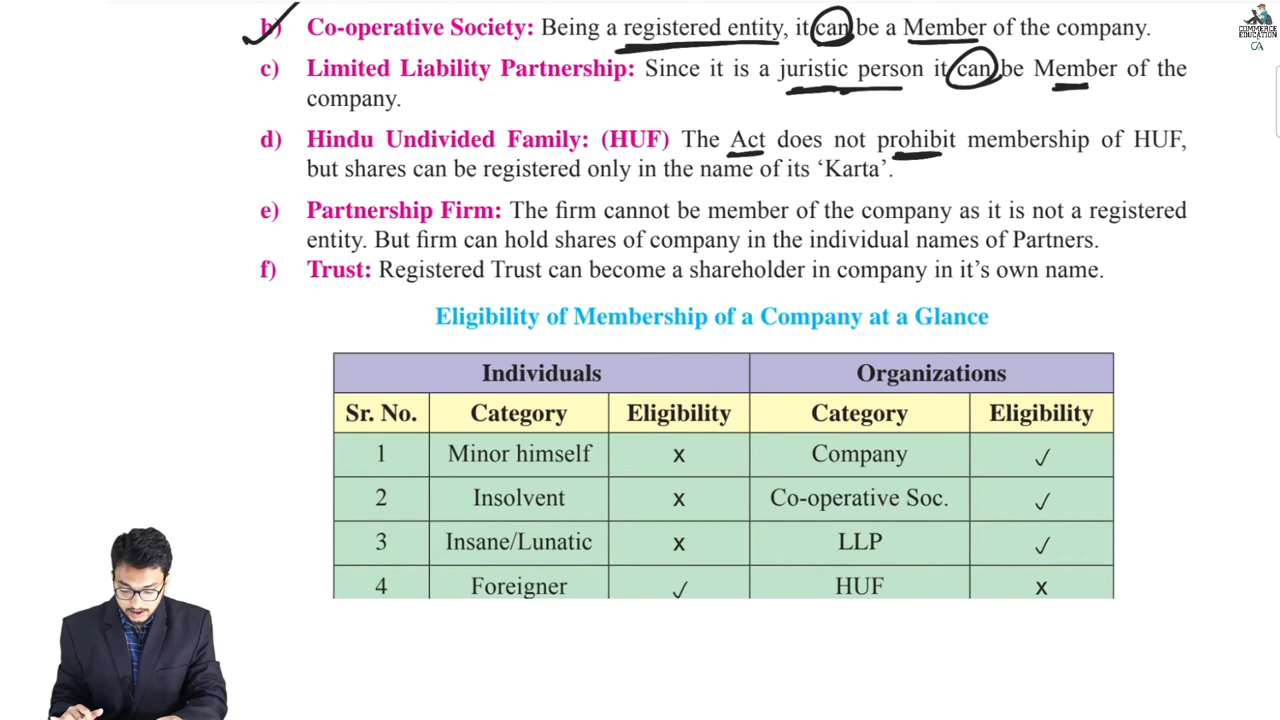 b) Co-operative Society: Being a registered entity, it can be a Member of the company.
c) Limited Liability Partnership: Since it is a juristic person it can be Member of the
company.
d) Hindu Undivided Family: (HUF) The Act does not prohibit membership of HUF,
but shares can be registered only in the name of its ‘Karta’.
e) Partnership Firm: The firm cannot be member of the company as it is not a registered
entity. But firm can hold shares of company in the individual names of Partners.
f) Trust: Registered Trust can become a shareholder in company in it’s own name.
Eligibility of Membership of a Company at a Glance
Individuals Organizations
Sr. No. Category Eligibility Category Eligibility
1 Minor himself x Company ✓
2 Insolvent x Co-operative Soc. ✓
3 Insane/Lunatic x LLP ✓
4 Foreigner ✓ HUF x
COMMERCE
EDUCATION
CA